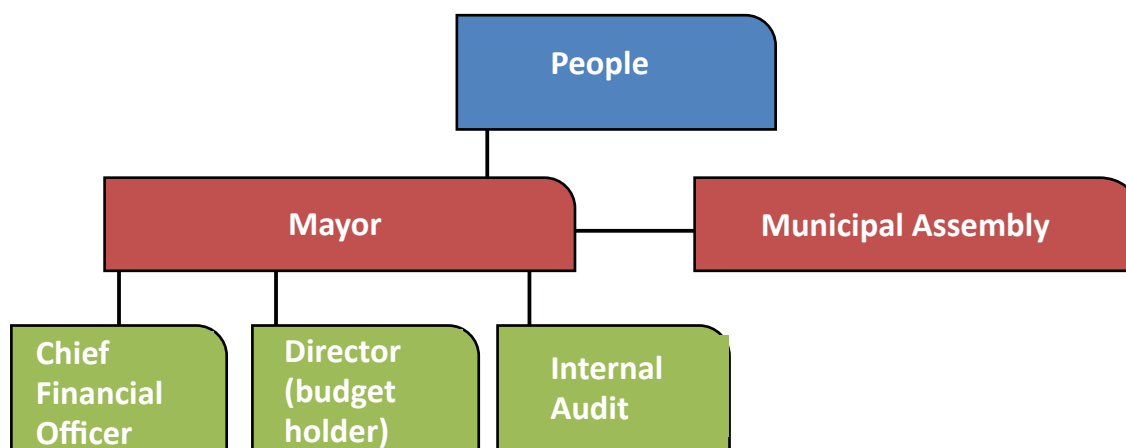 People
Mayor
Municipal Assembly
Chief
Financial
Officer
Director
(budget
holder)
Internal
Audit